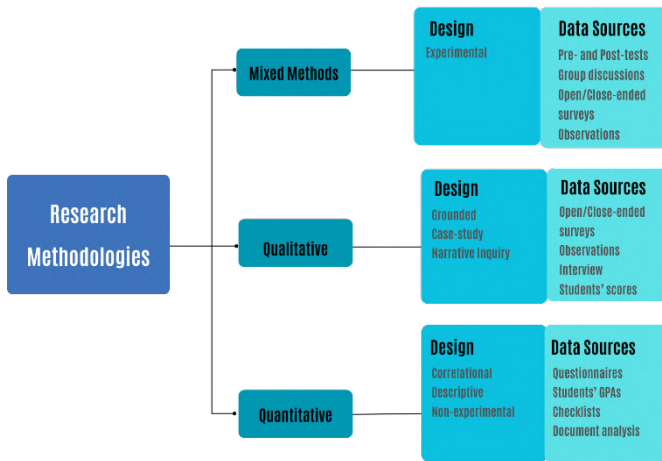 Research
Methodologies
Mixed Methods
Design
Experimental
Data Sources
Pre- and Post-tests
Group discussions
Open/Close-ended
surveys
Observations
Qualitative
Design
Grounded
Case-study
Narrative Inquiry
Data Sources
Open/Close-ended
surveys
Observations
Interview
Students' scores
Quantitative
Design
Correlational
Descriptive
Non-experimental
Data Sources
Questionnaires
Students' GPAs
Checklists
Document analysis